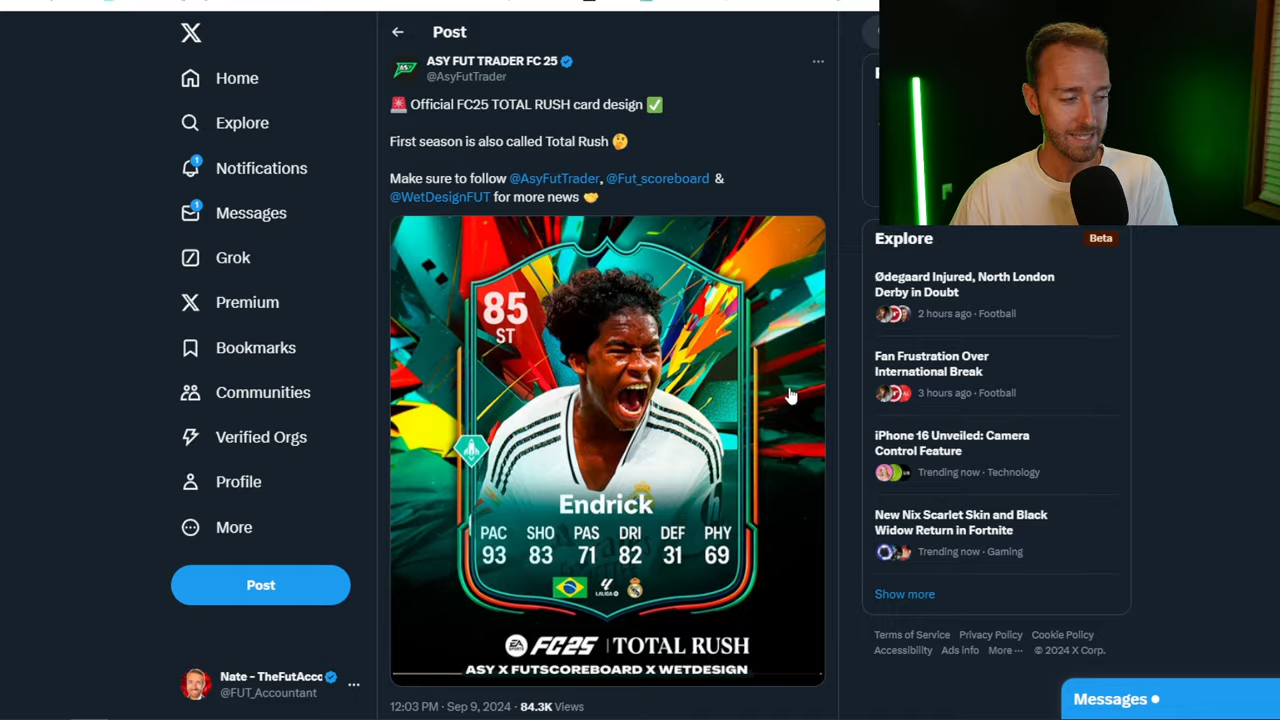 Home
Explore
Notifications
1
Messages
1
Grok
Premium
Bookmarks
Communities
Verified Orgs
Profile
More
Post
Nate - TheFutAcc
@FUT_Accountant
Post
ASY FUT TRADER FC 25
@AsyFutTrader
🚨 Official FC25 TOTAL RUSH card design ✅
First season is also called Total Rush 🤔
Make sure to follow @AsyFutTrader, @Fut_scoreboard &
@WetDesignFUT for more news 🤝
85
ST
Endrick
PAC SHO PAS DRI DEF PHY
93 83 71 82 31 69
LALIGA
EA SPORTS FC25 | TOTAL RUSH
ASY X FUTSCOREBOARD X WETDESIGN
12:03 PM · Sep 9, 2024 · 84.3K Views
Explore
Beta
Ødegaard Injured, North London
Derby in Doubt
2 hours ago · Football
Fan Frustration Over
International Break
3 hours ago · Football
iPhone 16 Unveiled: Camera
Control Feature
Trending now · Technology
New Nix Scarlet Skin and Black
Widow Return in Fortnite
Trending now · Gaming
Show more
Terms of Service Privacy Policy Cookie Policy
Accessibility Ads info More ··· © 2024 X Corp.
Messages